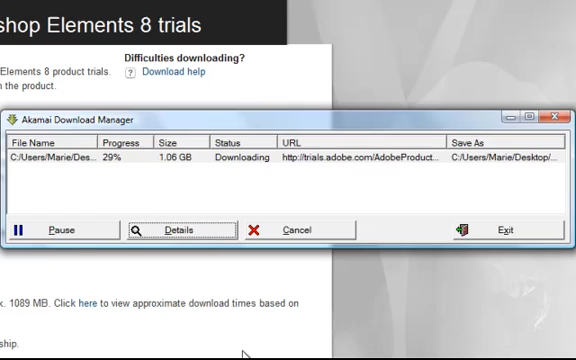 shop Elements 8 trials
Difficulties downloading?
Elements 8 product trials.
? Download help
the product.
Akamai Download Manager
File Name Progress Size Status URL Save As
C:/Users/Marie/Des... 29% 1.06 GB Downloading http://trials.adobe.com/AdobeProduct... C:/Users/Marie/Desktop/...
Pause Details Cancel Exit
x. 1089 MB. Click here to view approximate download times based on
ship.